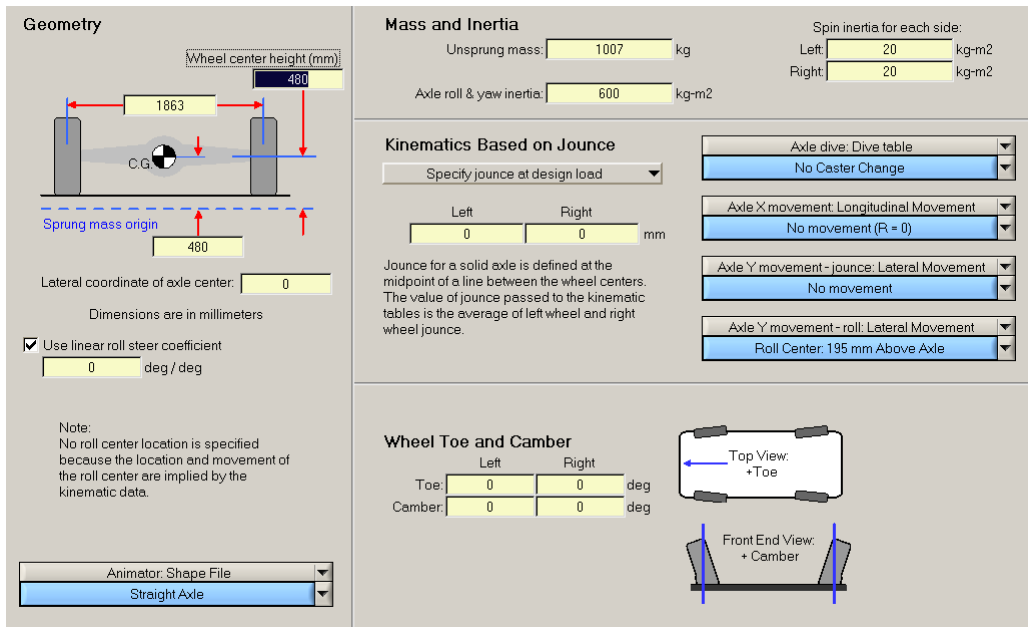 Geometry
Wheel center height (mm)
480
1863
C.G.
Sprung mass origin
480
Lateral coordinate of axle center: 0
Dimensions are in millimeters
Use linear roll steer coefficient
0 deg / deg
Note:
No roll center location is specified
because the location and movement of
the roll center are implied by the
kinematic data.
Animator: Shape File
Straight Axle
Mass and Inertia
Unsprung mass: 1007 kg
Axle roll & yaw inertia: 600 kg-m2
Spin inertia for each side:
Left: 20 kg-m2
Right: 20 kg-m2
Kinematics Based on Jounce
Specify jounce at design load
Left Right
0 0 mm
Jounce for a solid axle is defined at the
midpoint of a line between the wheel centers.
The value of jounce passed to the kinematic
tables is the average of left wheel and right
wheel jounce.
Axle dive: Dive table
No Caster Change
Axle X movement: Longitudinal Movement
No movement (R = 0)
Axle Y movement - jounce: Lateral Movement
No movement
Axle Y movement - roll: Lateral Movement
Roll Center: 195 mm Above Axle
Wheel Toe and Camber
Left Right
Toe: 0 0 deg
Camber: 0 0 deg
Top View:
+Toe
Front End View:
+ Camber